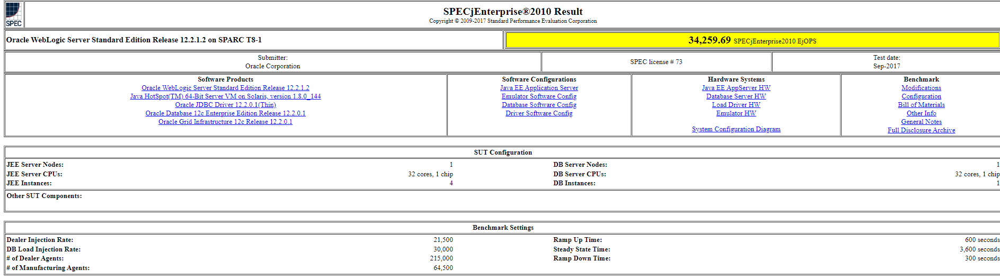 SPEC
SPECjEnterprise®2010 Result
Copyright © 2009-2017 Standard Performance Evaluation Corporation
Oracle WebLogic Server Standard Edition Release 12.2.1.2 on SPARC T8-1
34,259.69 SPECjEnterprise2010 EjOPS
Submitter:
Oracle Corporation
SPEC license # 73
Test date:
Sep-2017
Software Products
Oracle WebLogic Server Standard Edition Release 12.2.1.2
Java HotSpot(TM) 64-Bit Server VM on Solaris, version 1.8.0_144
Oracle JDBC Driver 12.2.0.1(Thin)
Oracle Database 12c Enterprise Edition Release 12.2.0.1
Oracle Grid Infrastructure 12c Release 12.2.0.1
Software Configurations
Java EE Application Server
Emulator Software Config
Database Software Config
Driver Software Config
Hardware Systems
Java EE AppServer HW
Database Server HW
Load Driver HW
Emulator HW
System Configuration Diagram
Benchmark
Modifications
Configuration
Bill of Materials
Other Info
General Notes
Full Disclosure Archive
SUT Configuration
JEE Server Nodes: 1 DB Server Nodes: 1
JEE Server CPUs: 32 cores, 1 chip DB Server CPUs: 32 cores, 1 chip
JEE Instances: 4 DB Instances: 1
Other SUT Components:
Benchmark Settings
Dealer Injection Rate: 21,500 Ramp Up Time: 600 seconds
DB Load Injection Rate: 30,000 Steady State Time: 3,600 seconds
# of Dealer Agents: 215,000 Ramp Down Time: 300 seconds
# of Manufacturing Agents: 64,500